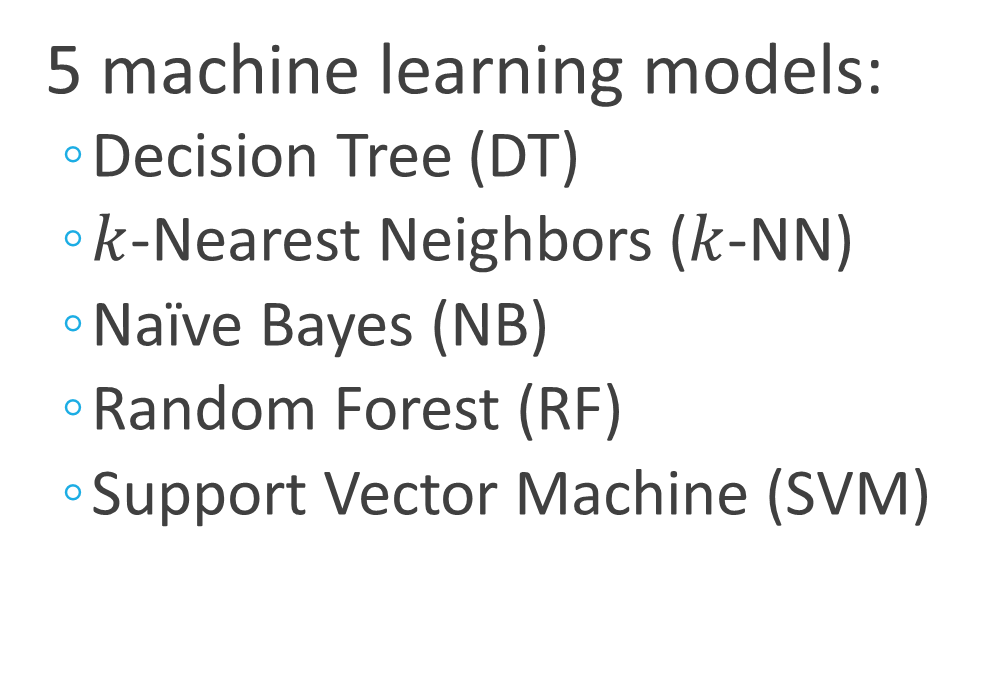 5 machine learning models:
◦Decision Tree (DT)
◦k-Nearest Neighbors (k-NN)
◦Naïve Bayes (NB)
◦Random Forest (RF)
◦Support Vector Machine (SVM)